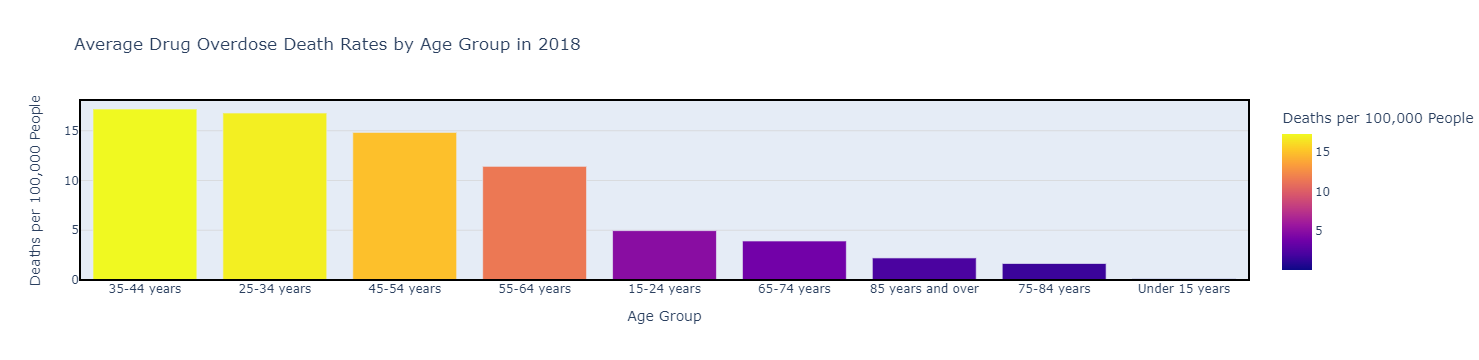 Average Drug Overdose Death Rates by Age Group in 2018
Deaths per 100,000 People
15
10
5
0
35-44 years
25-34 years
45-54 years
55-64 years
15-24 years
65-74 years
85 years and over
75-84 years
Under 15 years
Age Group
Deaths per 100,000 People
15
10
5